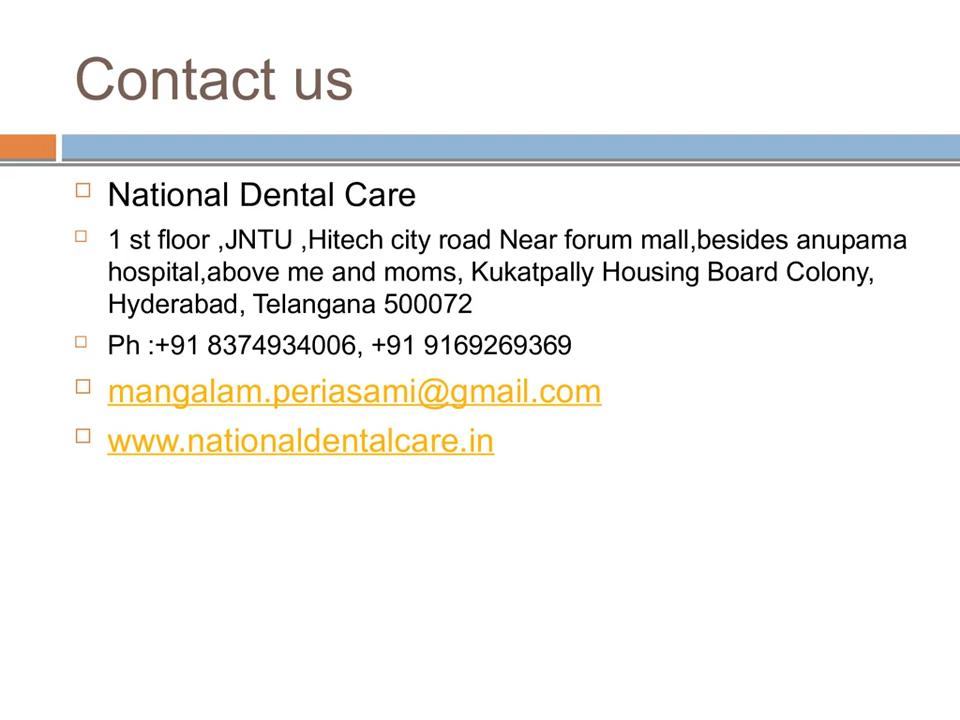 Contact us
National Dental Care
1 st floor ,JNTU ,Hitech city road Near forum mall,besides anupama
hospital,above me and moms, Kukatpally Housing Board Colony,
Hyderabad, Telangana 500072
Ph :+91 8374934006, +91 9169269369
mangalam.periasami@gmail.com
www.nationaldentalcare.in